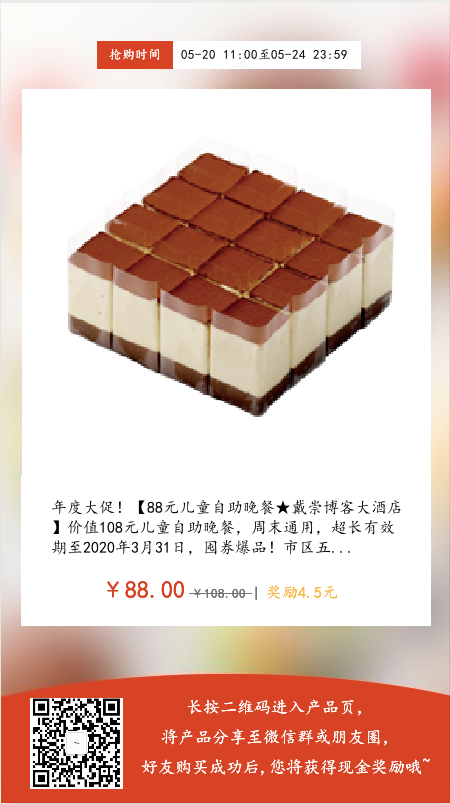 抢购时间 05-20 11:00至05-24 23:59
年度大促！【88元儿童自助晚餐★戴崇博客大酒店
】价值108元儿童自助晚餐，周末通用，超长有效
期至2020年3月31日，囤券爆品！市区五...
￥88.00 ￥108.00 | 奖励4.5元
长按二维码进入产品页，
将产品分享至微信群或朋友圈，
好友购买成功后,您将获得现金奖励哦~